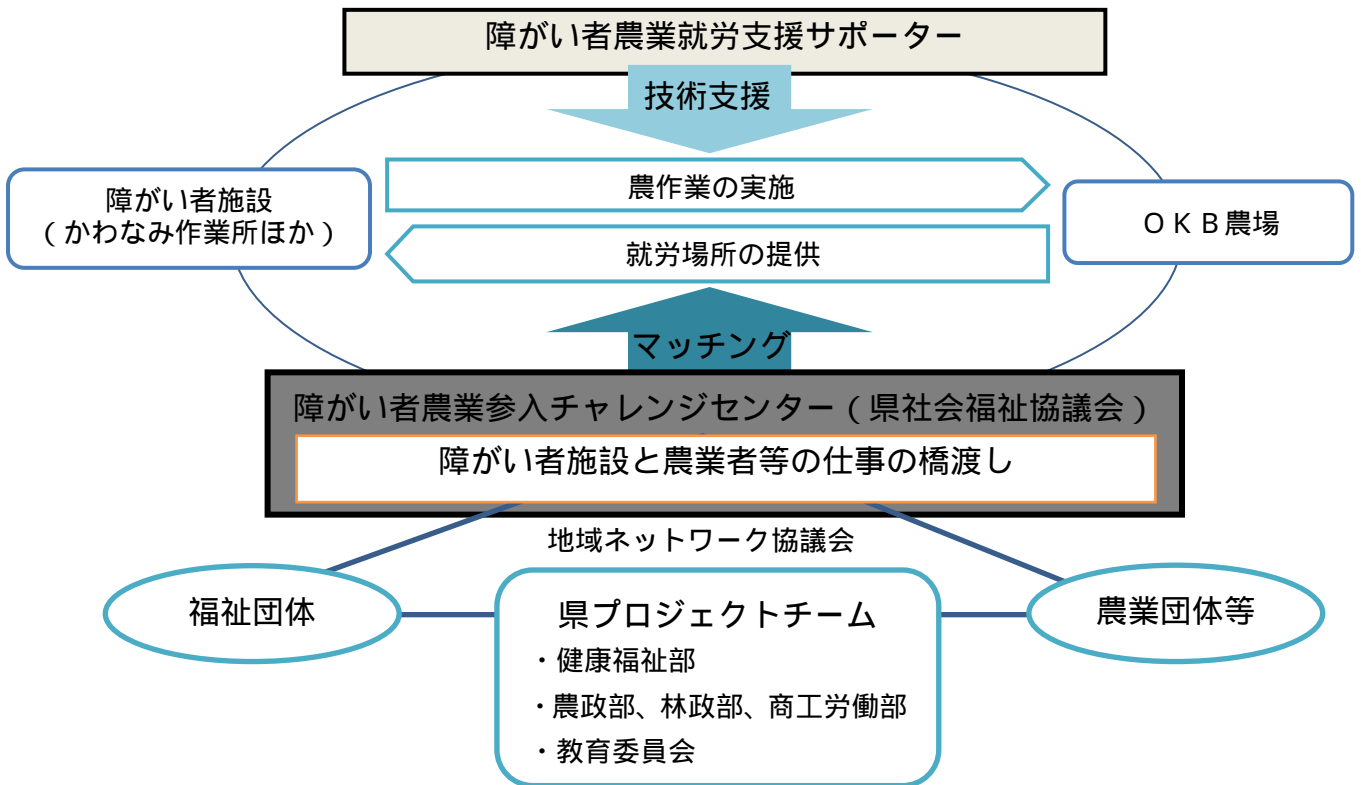 障がい者農業就労支援サポーター
技術支援
農作業の実施
障がい者施設
(かわなみ作業所ほか)
OKB農場
就労場所の提供
マッチング
障がい者農業参入チャレンジセンター(県社会福祉協議会)
障がい者施設と農業者等の仕事の橋渡し
地域ネットワーク協議会
福祉団体
県プロジェクトチーム
農業団体等
・健康福祉部
・農政部、林政部、商工労働部
・教育委員会